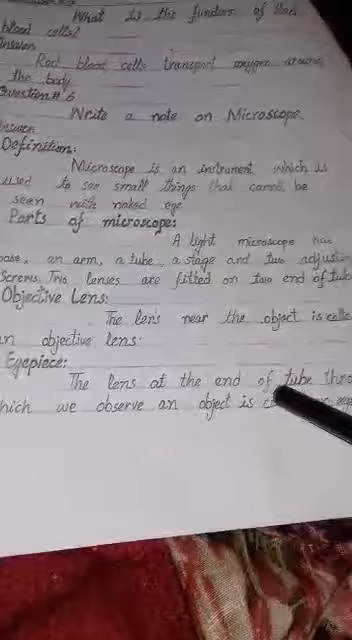 What is the function of Red
blood cells?
Answer
Red blood cells transport oxygen around
the body.
Question # 6
Write a note on Microscope.
Answer
Definition:
Microscope is an instrument which is
used to see small things that cannot be
seen with naked eye
Parts of microscope:
A light microscope has
base, an arm, a tube, a stage and two adjustin
Screws. Two lenses are fitted on two end of tub
Objective Lens:
The lens near the object is calle
an objective lens.
Eyepiece:
The lens at the end of tube thro
which we observe an object is